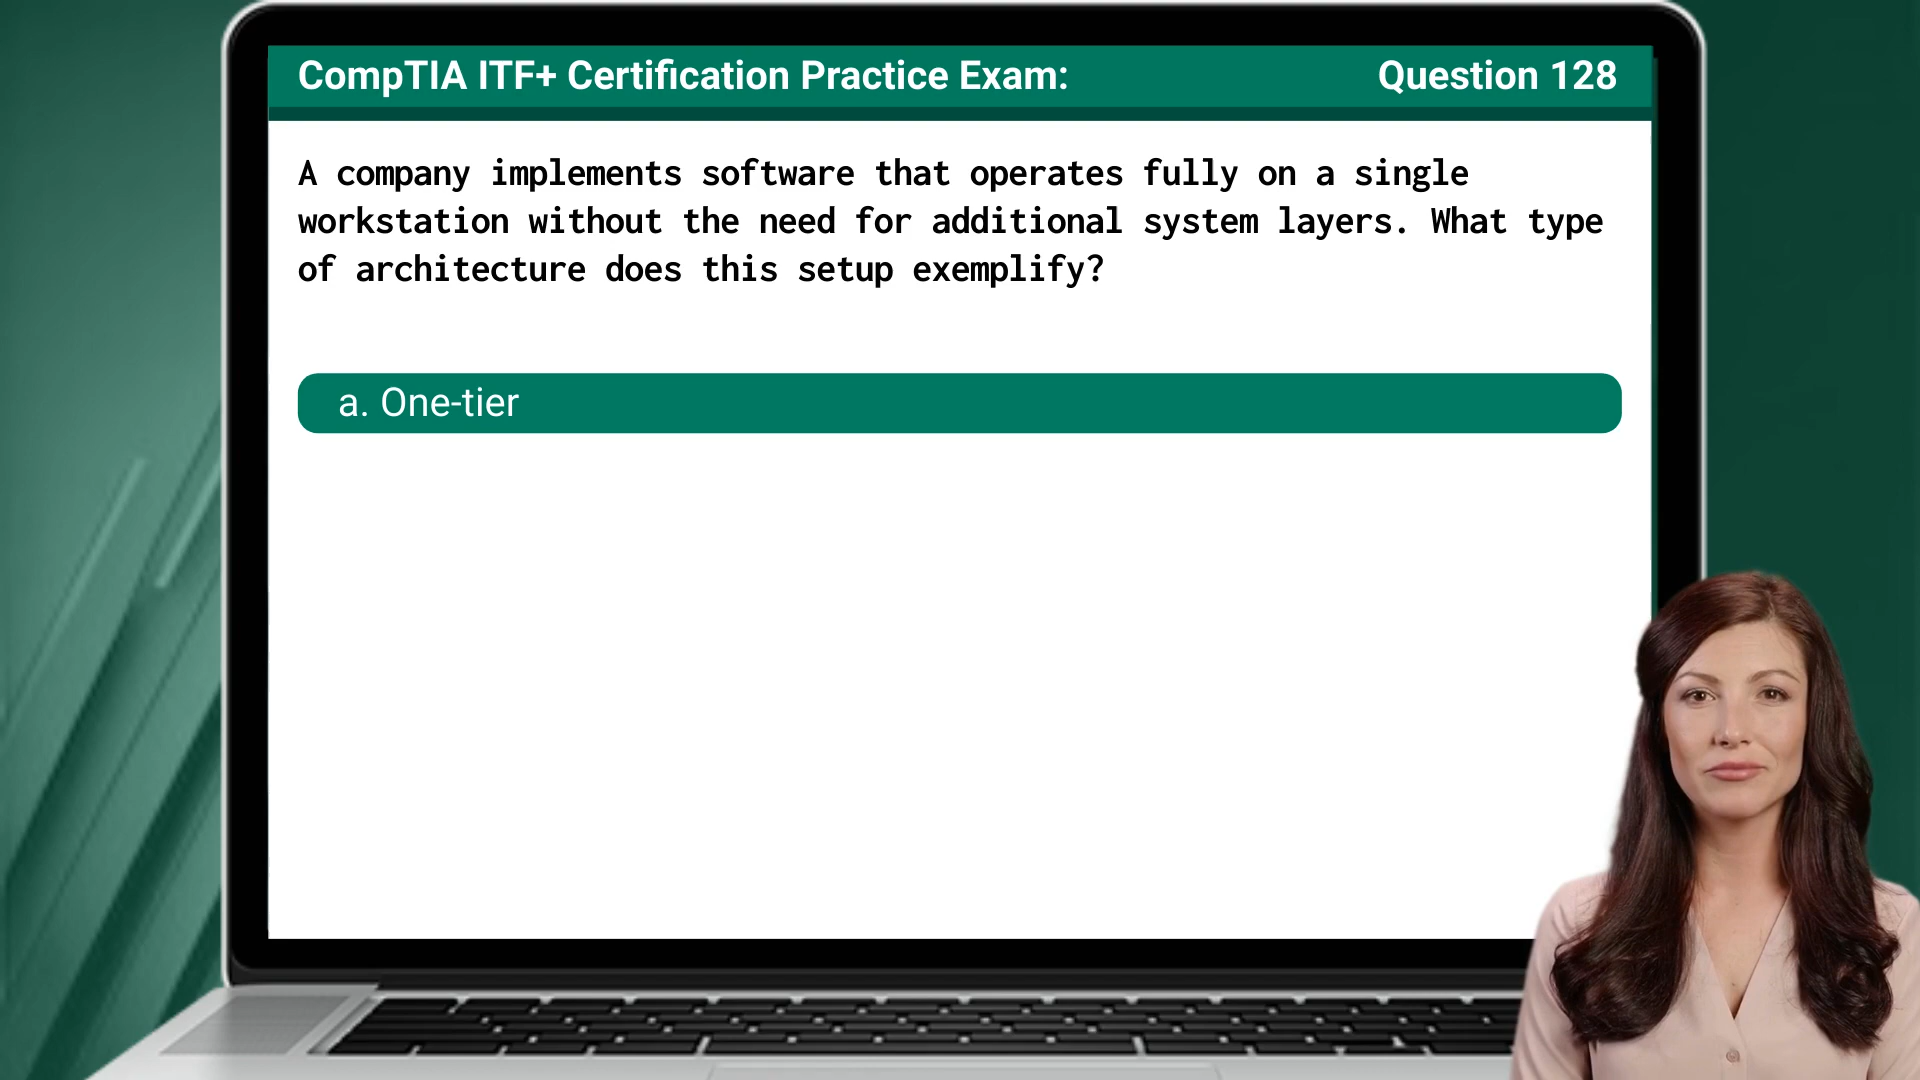 CompTIA ITF+ Certification Practice Exam:
Question 128
A company implements software that operates fully on a single
workstation without the need for additional system layers. What type
of architecture does this setup exemplify?
a. One-tier